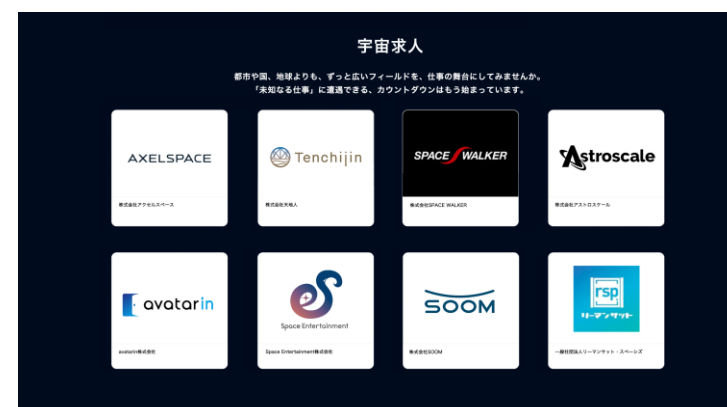 宇宙求人
都市や国、地球よりも、ずっと広いフィールドを、仕事の舞台にしてみませんか。
「未知なる仕事」に遭遇できる、カウントダウンはもう始まっています。
AXELSPACE
Tenchijin
SPACE WALKER
Astroscale
株式会社アクセルスペース
株式会社天地人
株式会社SPACE WALKER
株式会社アストロスケール
avatarin
Space Entertainment
SOOM
rsp
リーマンサット
avatarin株式会社
Space Entertainment株式会社
株式会社SOOM
一般社団法人リーマンサット・スペーシズ